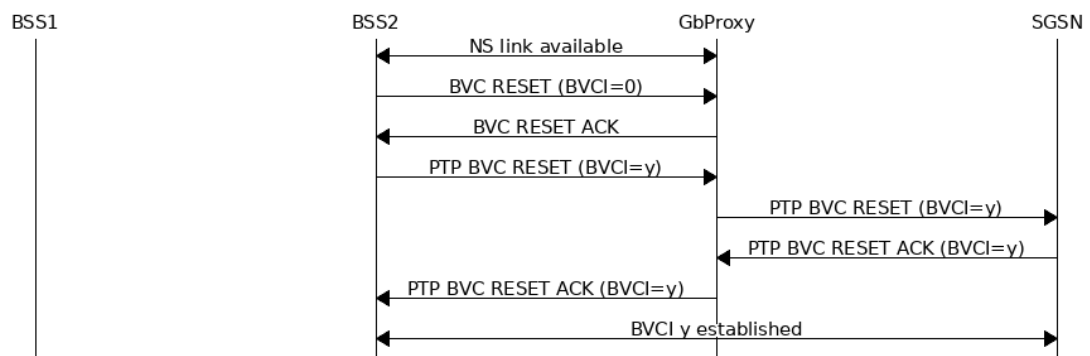 BSS1 BSS2 GbProxy SGSN
NS link available
BVC RESET (BVCI=0)
BVC RESET ACK
PTP BVC RESET (BVCI=y)
PTP BVC RESET (BVCI=y)
PTP BVC RESET ACK (BVCI=y)
PTP BVC RESET ACK (BVCI=y)
BVCI y established